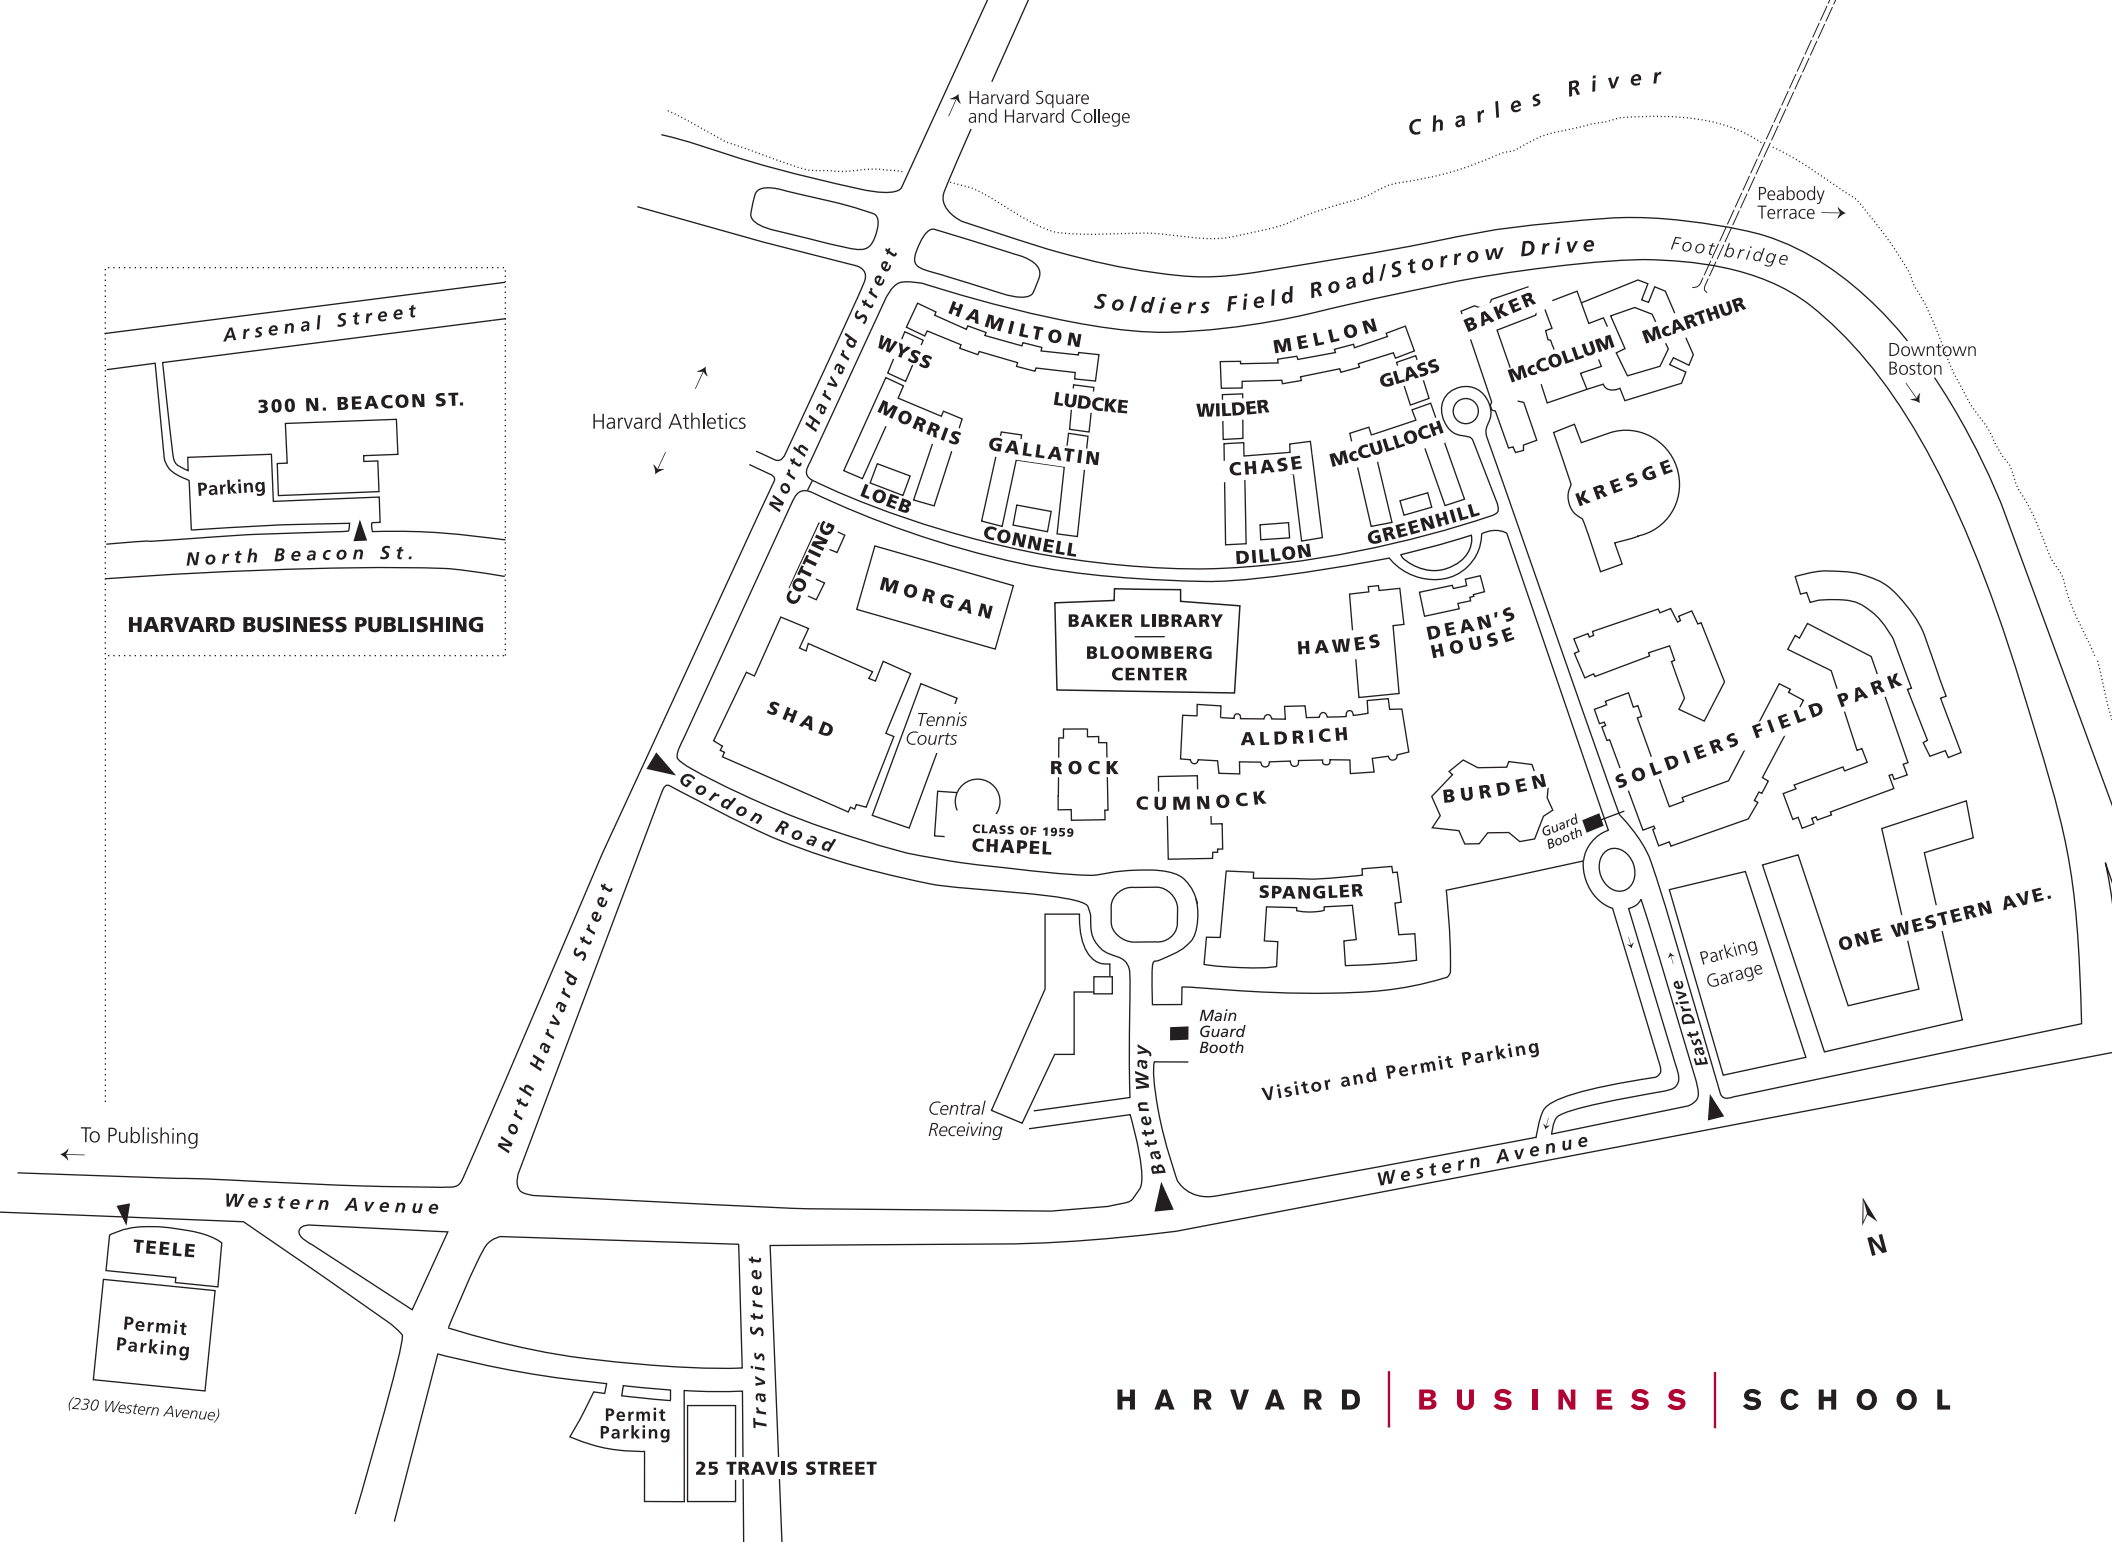 Charles River
Harvard Square
and Harvard College
Peabody
Terrace
Footbridge
Soldiers Field Road/Storrow Drive
Downtown
Boston
North Harvard Street
Harvard Athletics
HAMILTON
WYSS
MORRIS
LUDCKE
GALLATIN
LOEB
CONNELL
MELLON
GLASS
WILDER
CHASE
McCULLOCH
DILLON
GREENHILL
BAKER
McCOLLUM
McARTHUR
KRESGE
Arsenal Street
300 N. BEACON ST.
Parking
North Beacon St.
HARVARD BUSINESS PUBLISHING
COTTING
MORGAN
BAKER LIBRARY
BLOOMBERG
CENTER
HAWES
DEAN'S
HOUSE
SHAD
Tennis
Courts
ROCK
ALDRICH
CUMNOCK
BURDEN
SOLDIERS FIELD PARK
Guard
Booth
Gordon Road
CLASS OF 1959
CHAPEL
SPANGLER
ONE WESTERN AVE.
Parking
Garage
East Drive
North Harvard Street
Main
Guard
Booth
Visitor and Permit Parking
Batten Way
Central
Receiving
To Publishing
Western Avenue
Western Avenue
TEELE
Permit
Parking
(230 Western Avenue)
Travis Street
Permit
Parking
25 TRAVIS STREET
N
HARVARD | BUSINESS | SCHOOL